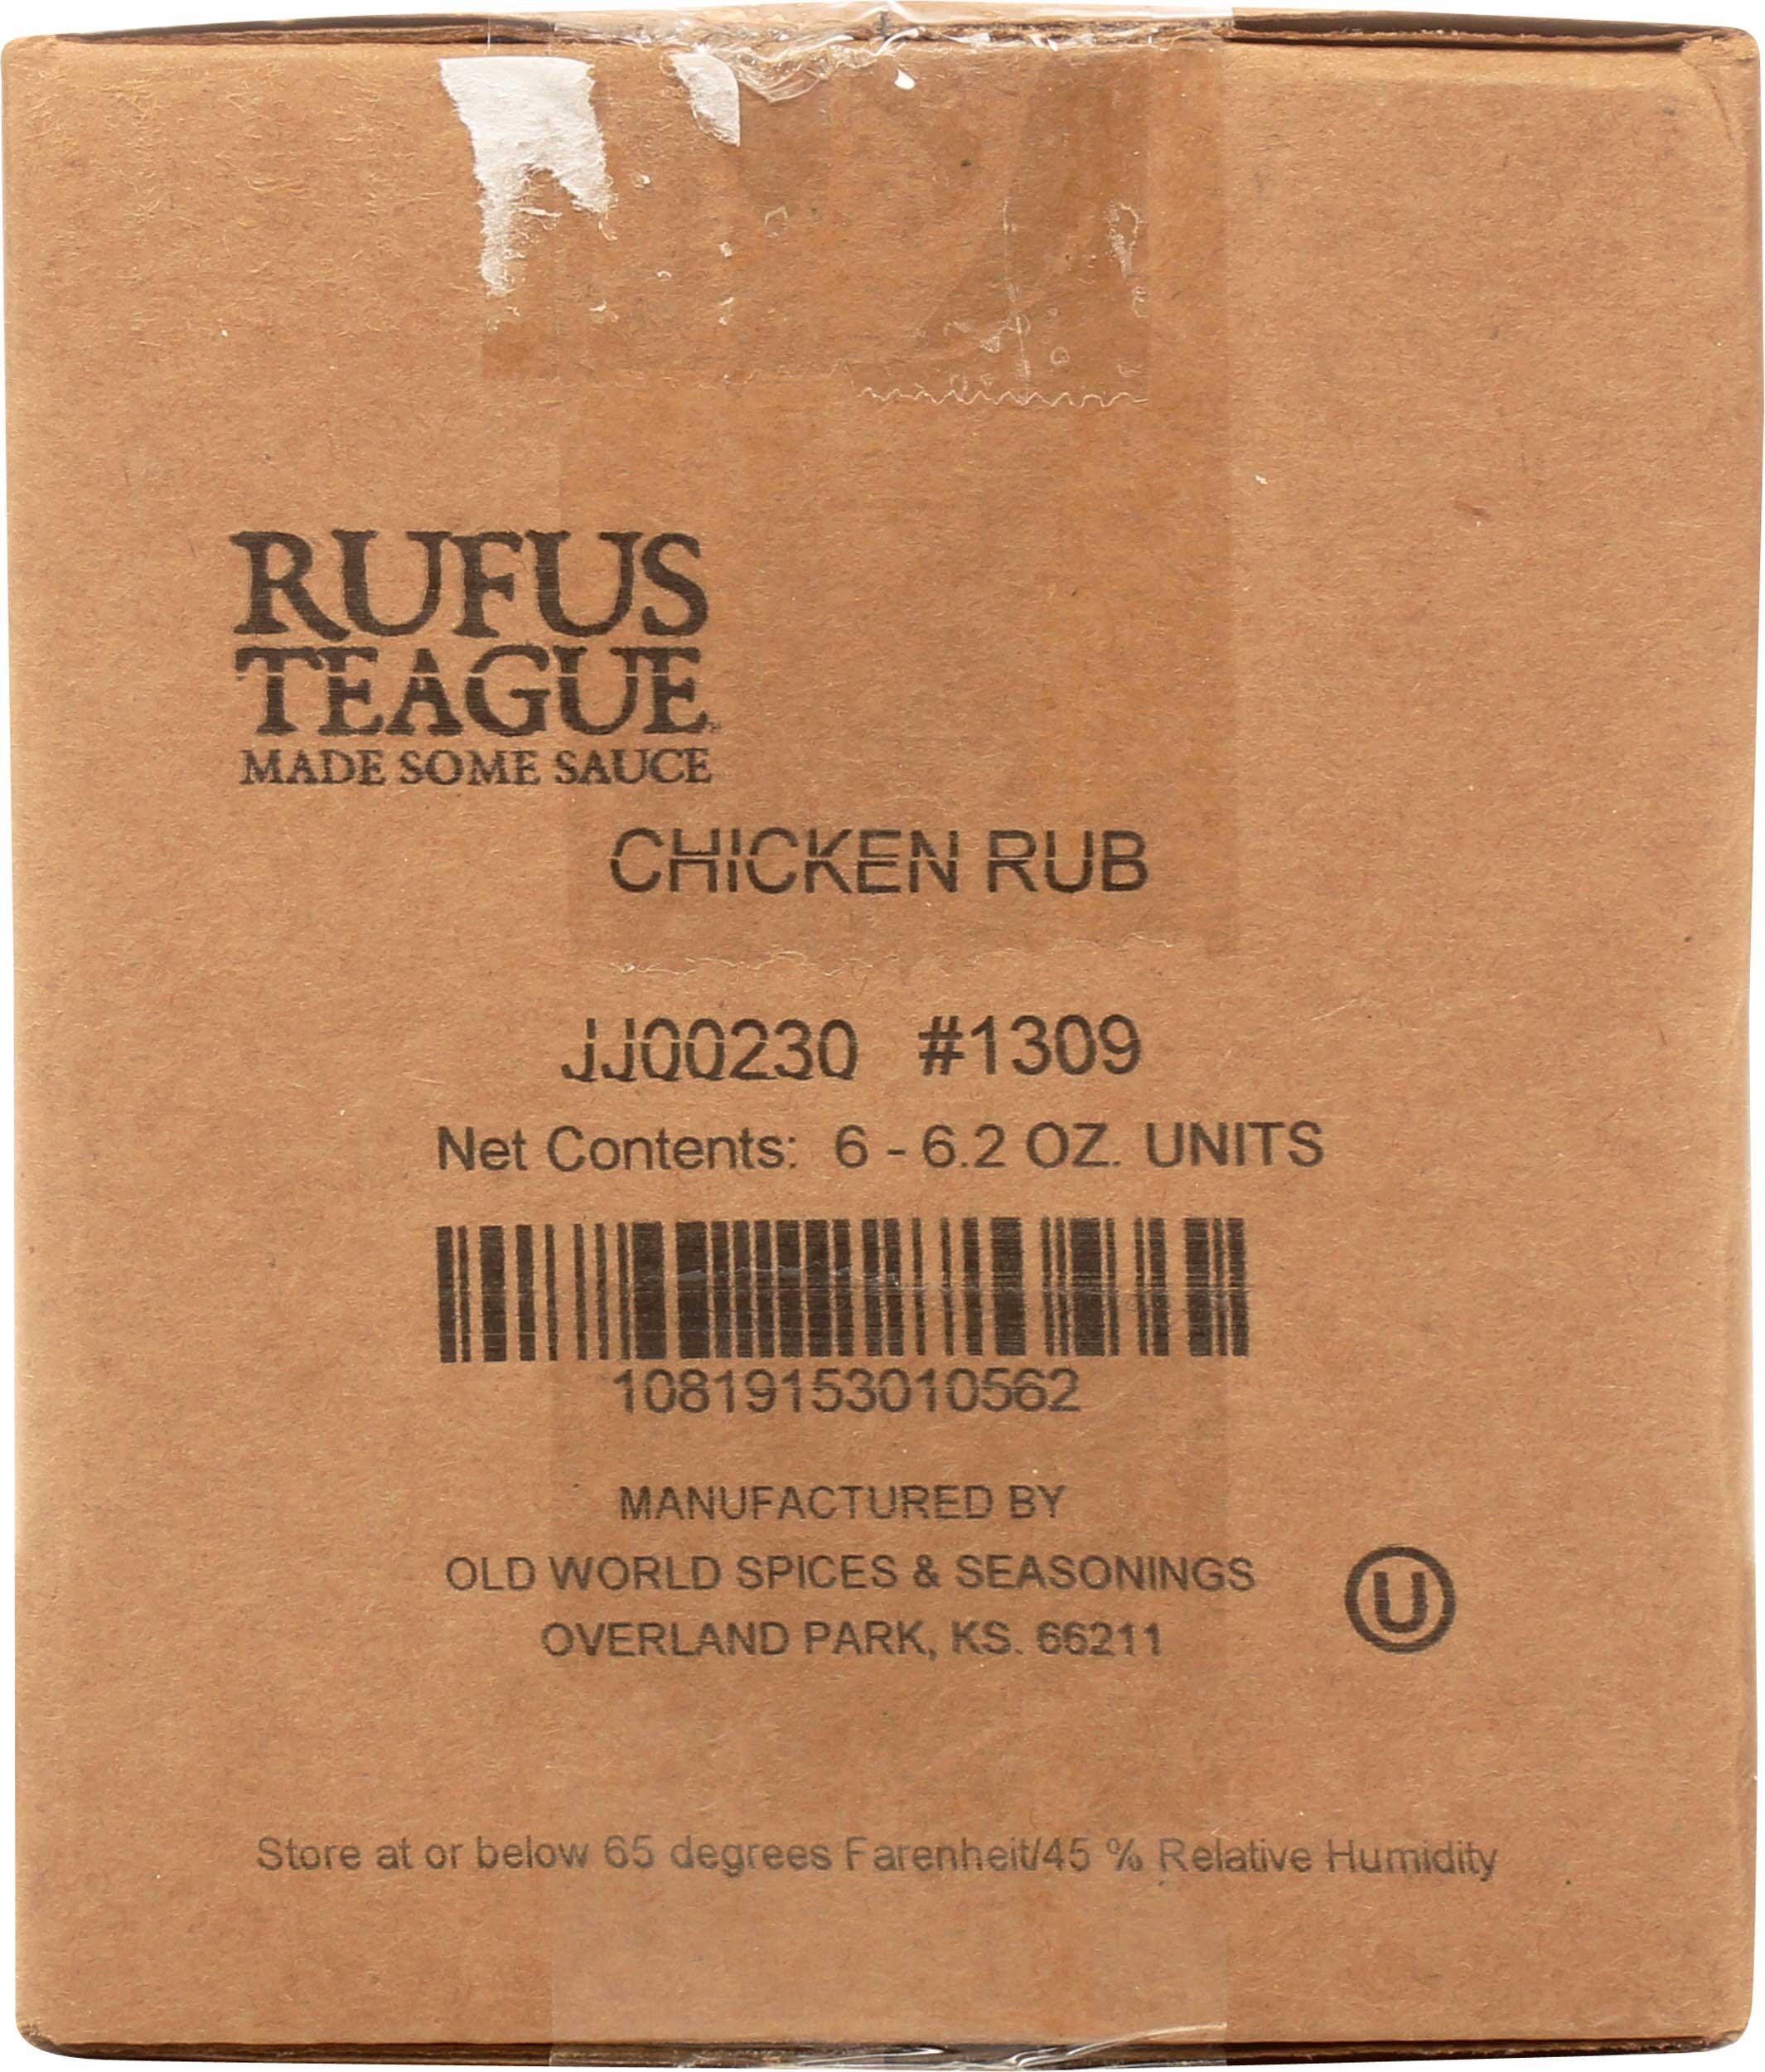 RUFUS
TEAGUE
MADE SOME SAUCE
CHICKEN RUB
JJ00230 #1309
Net Contents: 6 - 6.2 OZ. UNITS
10819153010562
MANUFACTURED BY
OLD WORLD SPICES & SEASONINGS
OVERLAND PARK, KS. 66211
U
Store at or below 65 degrees Farenheit/45 % Relative Humidity